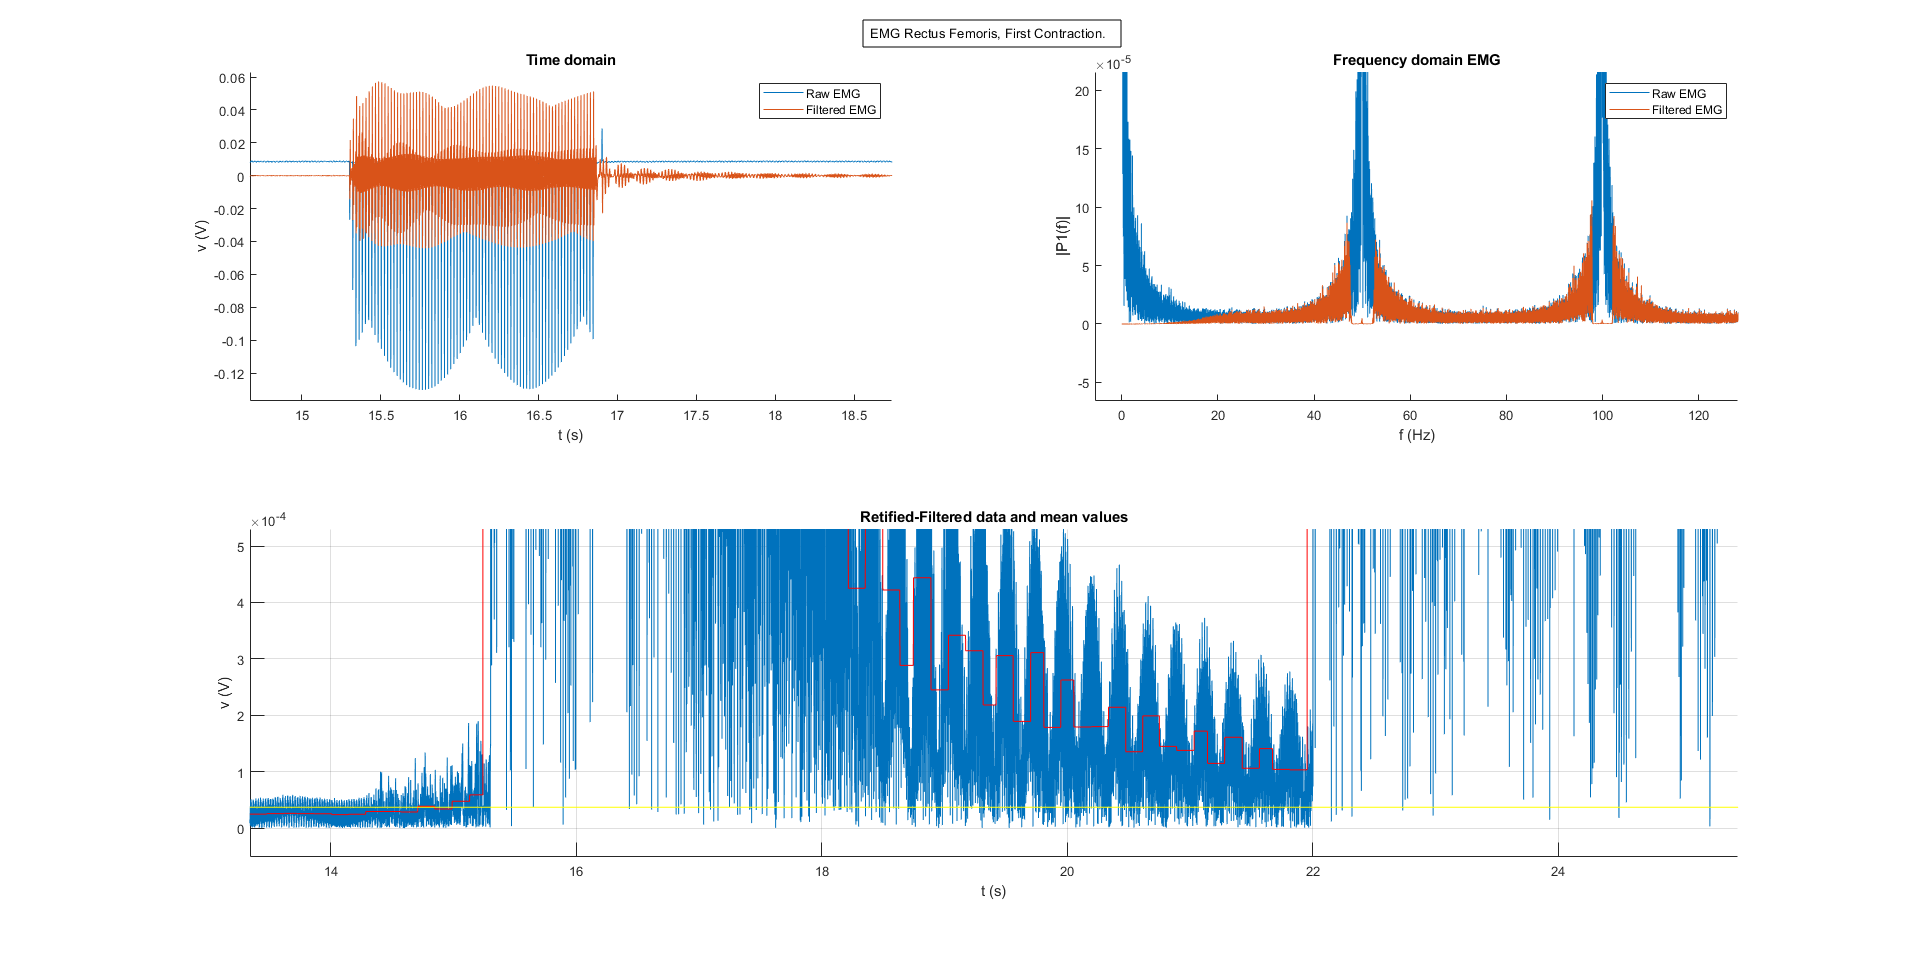 EMG Rectus Femoris, First Contraction.
Time domain
Raw EMG
Filtered EMG
0.06
0.04
0.02
0
-0.02
-0.04
-0.06
-0.08
-0.1
-0.12
v (V)
15 15.5 16 16.5 17 17.5 18 18.5
t (s)
Frequency domain EMG
×10-5
Raw EMG
Filtered EMG
20
15
10
5
0
-5
|P1(f)|
0 20 40 60 80 100 120
f (Hz)
Retified-Filtered data and mean values
×10-4
5
4
3
2
1
0
v (V)
14 16 18 20 22 24
t (s)